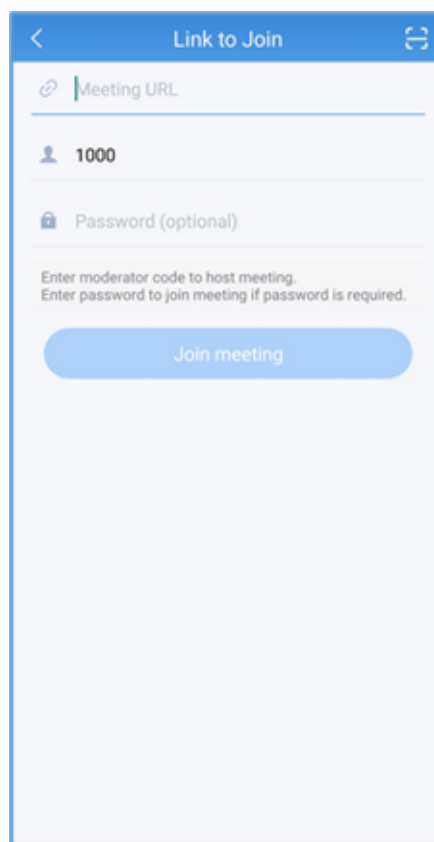 Link to Join
Meeting URL
1000
Password (optional)
Enter moderator code to host meeting.
Enter password to join meeting if password is required.
Join meeting